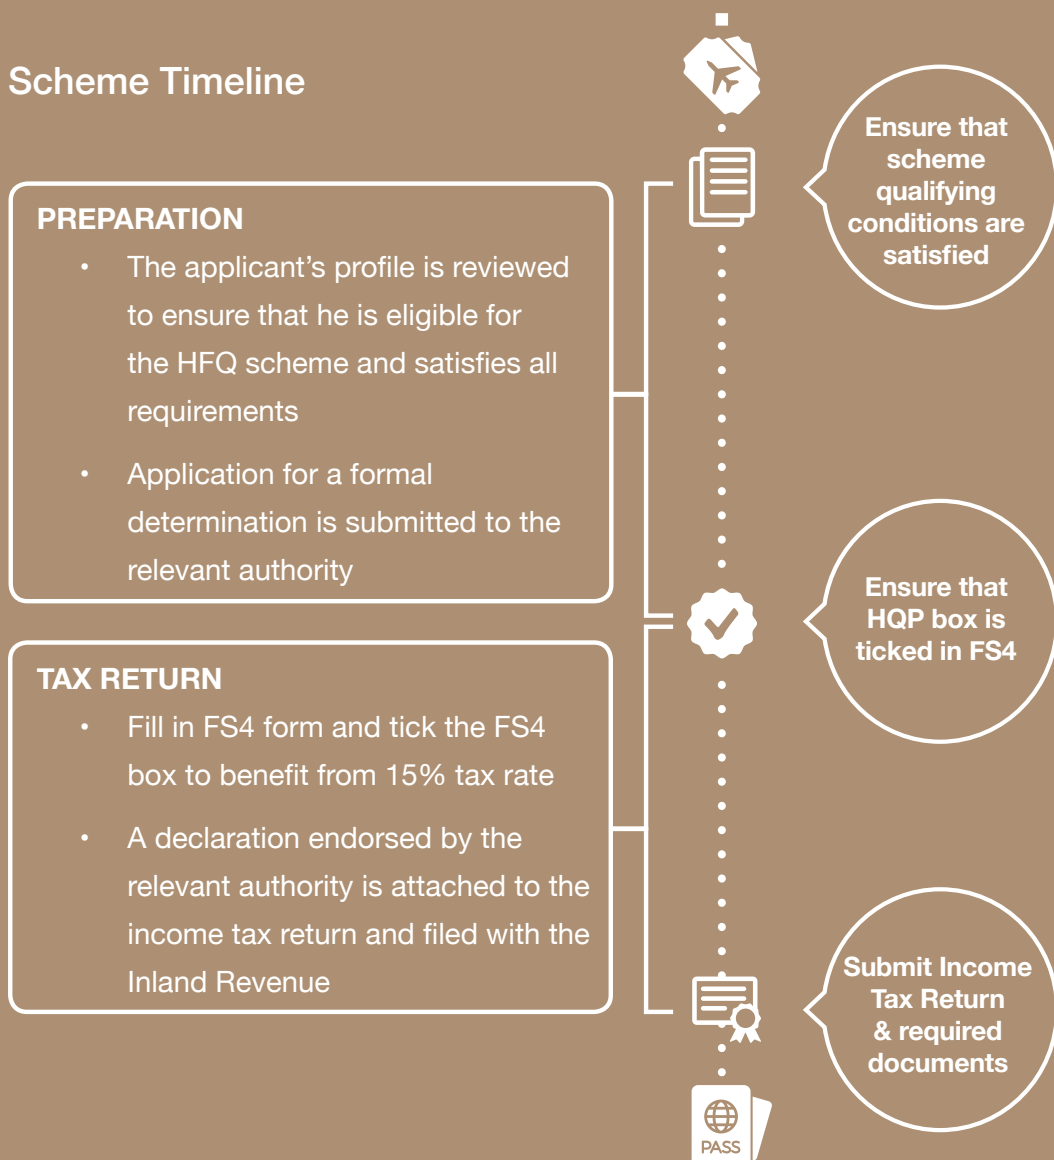 Scheme Timeline
PREPARATION
• The applicant’s profile is reviewed
to ensure that he is eligible for
the HFQ scheme and satisfies all
requirements
• Application for a formal
determination is submitted to the
relevant authority
TAX RETURN
• Fill in FS4 form and tick the FS4
box to benefit from 15% tax rate
• A declaration endorsed by the
relevant authority is attached to the
income tax return and filed with the
Inland Revenue
Ensure that
scheme
qualifying
conditions are
satisfied
Ensure that
HQP box is
ticked in FS4
Submit Income
Tax Return
& required
documents
PASS